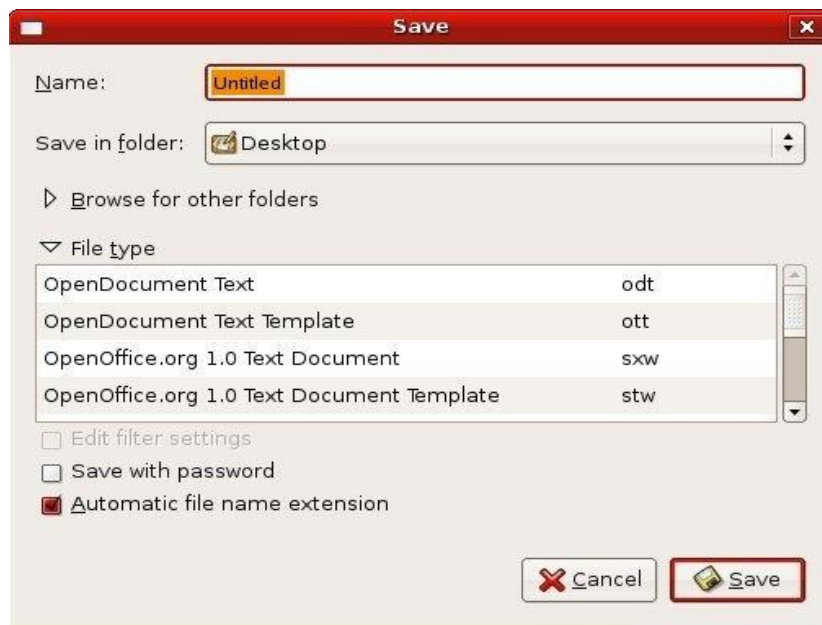 Save
Name: Untitled
Save in folder: Desktop
Browse for other folders
File type
OpenDocument Text odt
OpenDocument Text Template ott
OpenOffice.org 1.0 Text Document sxw
OpenOffice.org 1.0 Text Document Template stw
Edit filter settings
Save with password
Automatic file name extension
Cancel Save